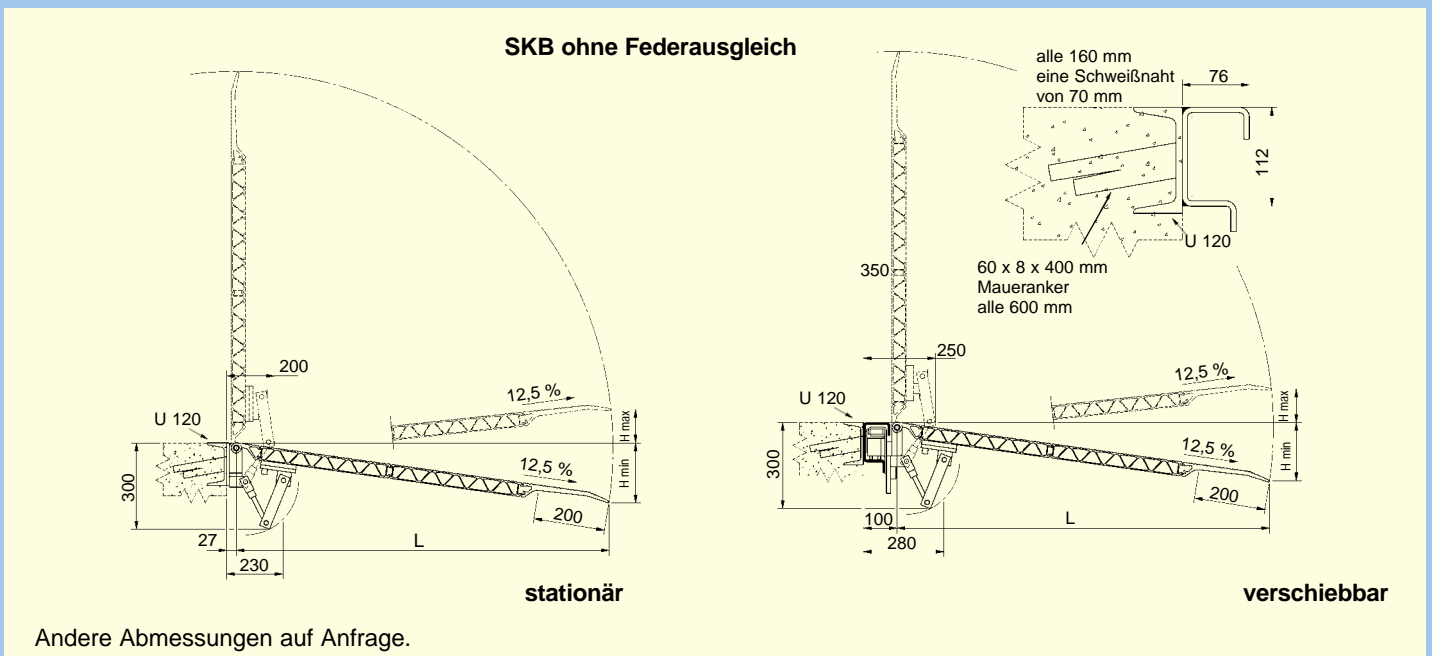 SKB ohne Federausgleich
alle 160 mm
eine Schweißnaht
von 70 mm
76
112
U 120
60 x 8 x 400 mm
Maueranker
alle 600 mm
200
U 120
12,5 %
H max
300
12,5 %
H min
200
27
L
230
stationär
350
250
U 120
12,5 %
H max
300
12,5 %
H min
200
100
L
280
verschiebbar
Andere Abmessungen auf Anfrage.